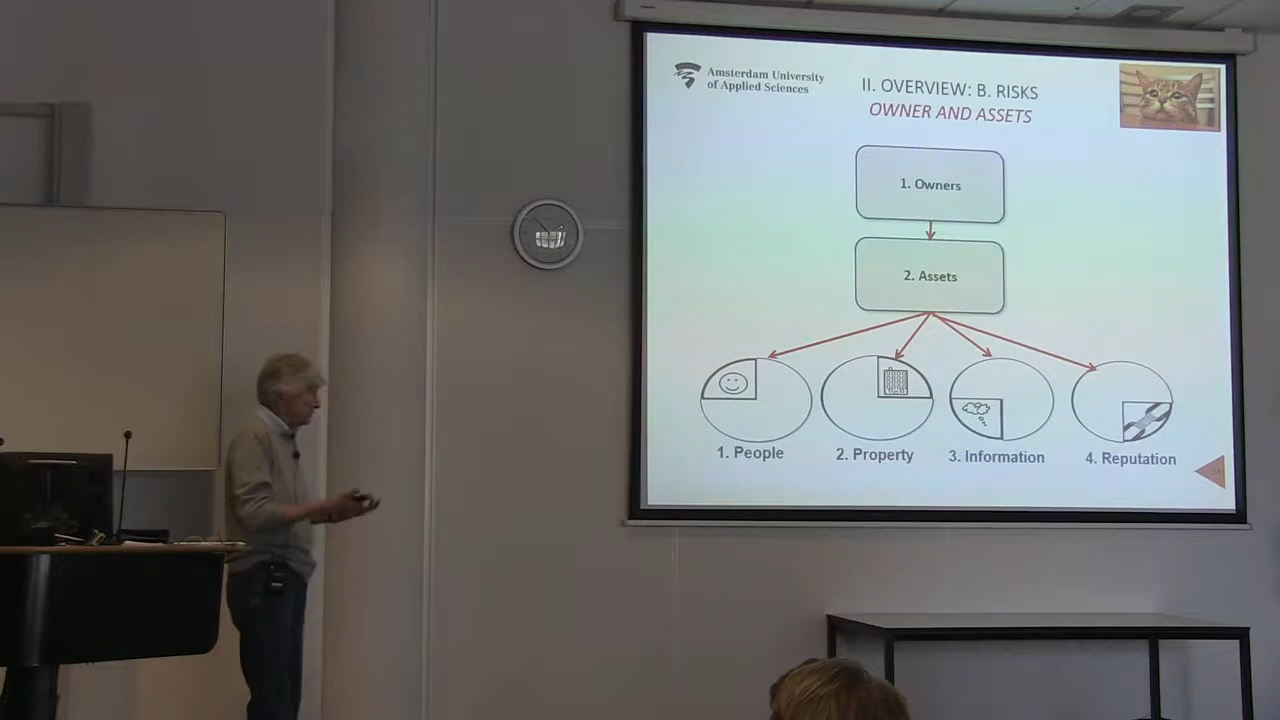 Amsterdam University
of Applied Sciences
II. OVERVIEW: B. RISKS
OWNER AND ASSETS
1. Owners
2. Assets
1. People
2. Property
3. Information
4. Reputation